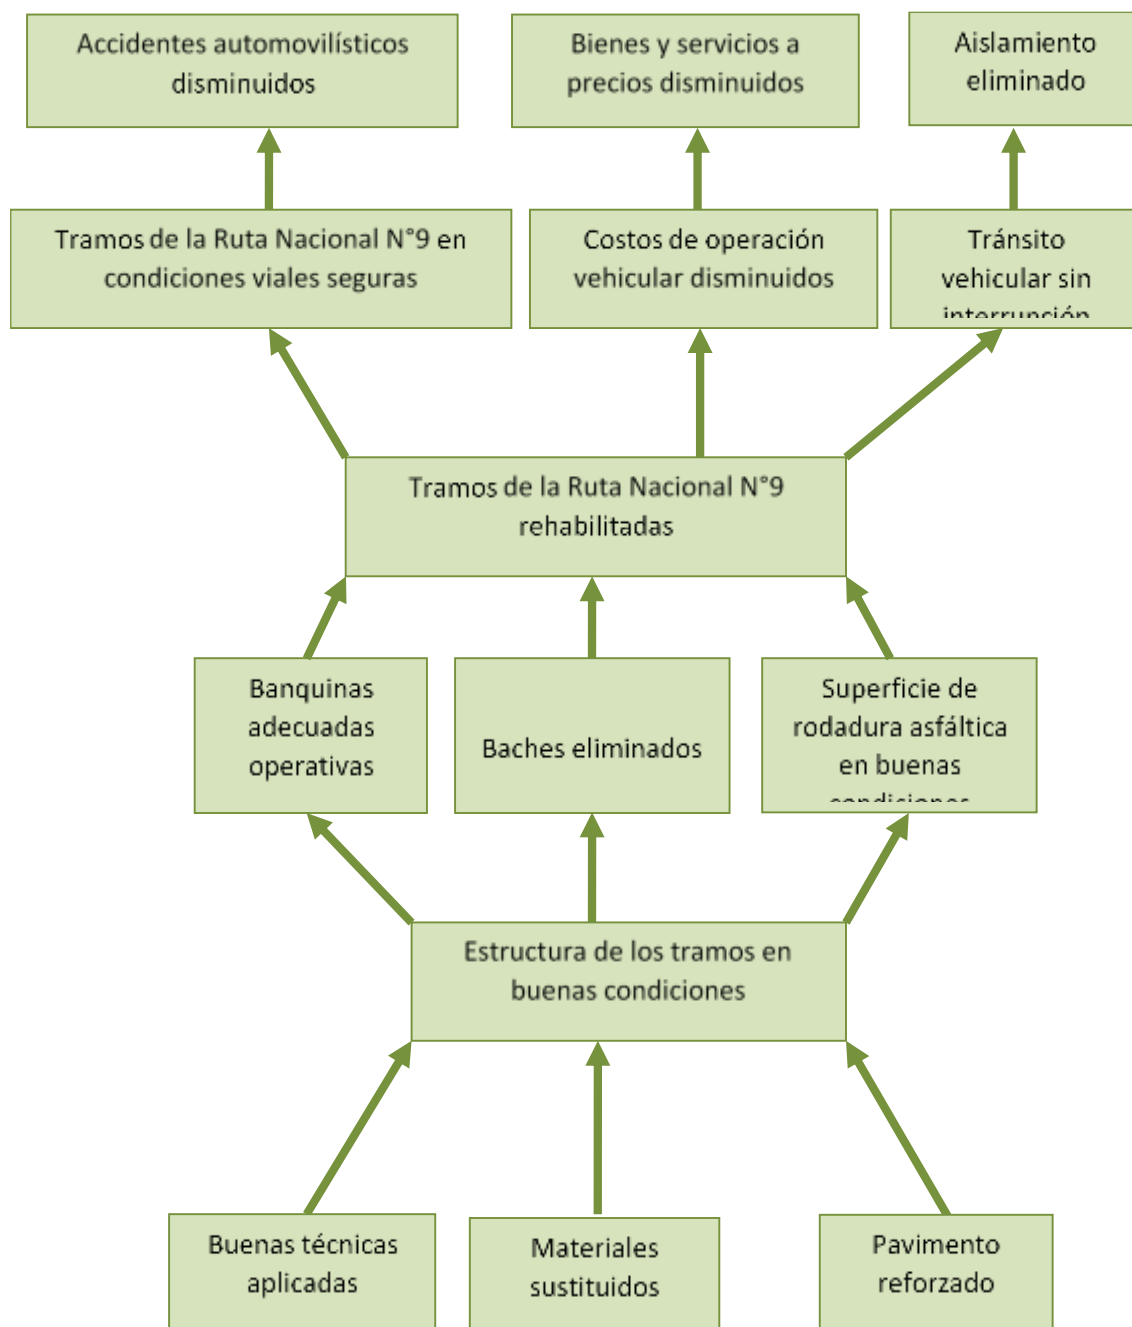 Accidentes automovilísticos
disminuidos
Bienes y servicios a
precios disminuidos
Aislamiento
eliminado
Tramos de la Ruta Nacional N°9 en
condiciones viales seguras
Costos de operación
vehicular disminuidos
Tránsito
vehicular sin
interrupción
Tramos de la Ruta Nacional N°9
rehabilitadas
Banquinas
adecuadas
operativas
Baches eliminados
Superficie de
rodadura asfáltica
en buenas
condiciones.
Estructura de los tramos en
buenas condiciones
Buenas técnicas
aplicadas
Materiales
sustituidos
Pavimento
reforzado